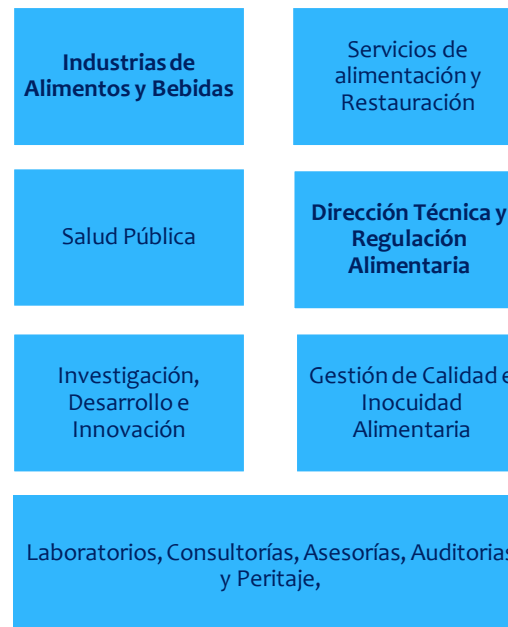 Industrias de
Alimentos y Bebidas
Servicios de
alimentación y
Restauración
Salud Pública
Dirección Técnica y
Regulación
Alimentaria
Investigación,
Desarrollo e
Innovación
Gestión de Calidad e
Inocuidad
Alimentaria
Laboratorios, Consultorías, Asesorías, Auditorias
y Peritaje,